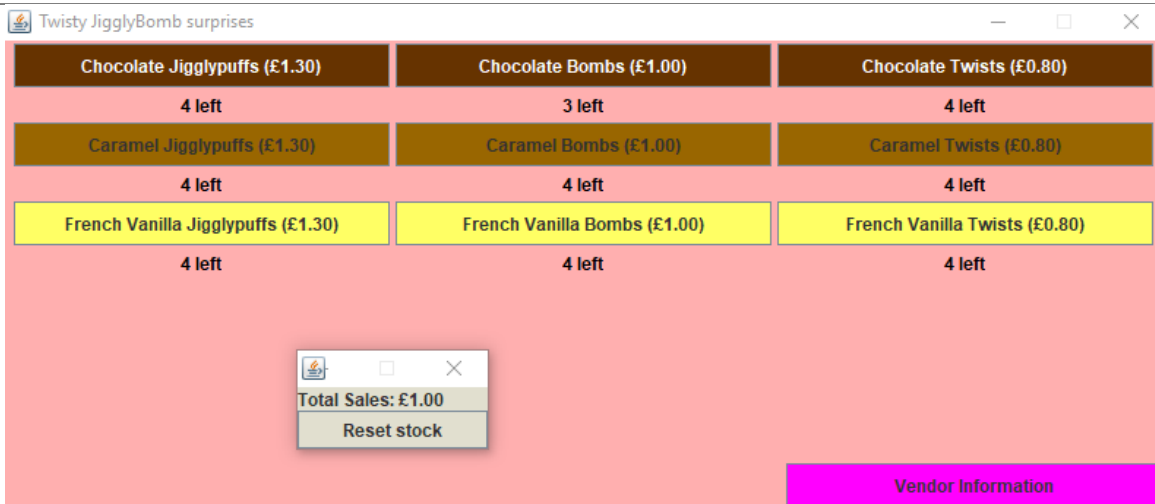 Twisty JigglyBomb surprises
Chocolate Jigglypuffs (£1.30) Chocolate Bombs (£1.00) Chocolate Twists (£0.80)
4 left 3 left 4 left
Caramel Jigglypuffs (£1.30) Caramel Bombs (£1.00) Caramel Twists (£0.80)
4 left 4 left 4 left
French Vanilla Jigglypuffs (£1.30) French Vanilla Bombs (£1.00) French Vanilla Twists (£0.80)
4 left 4 left 4 left
Total Sales: £1.00
Reset stock
Vendor Information